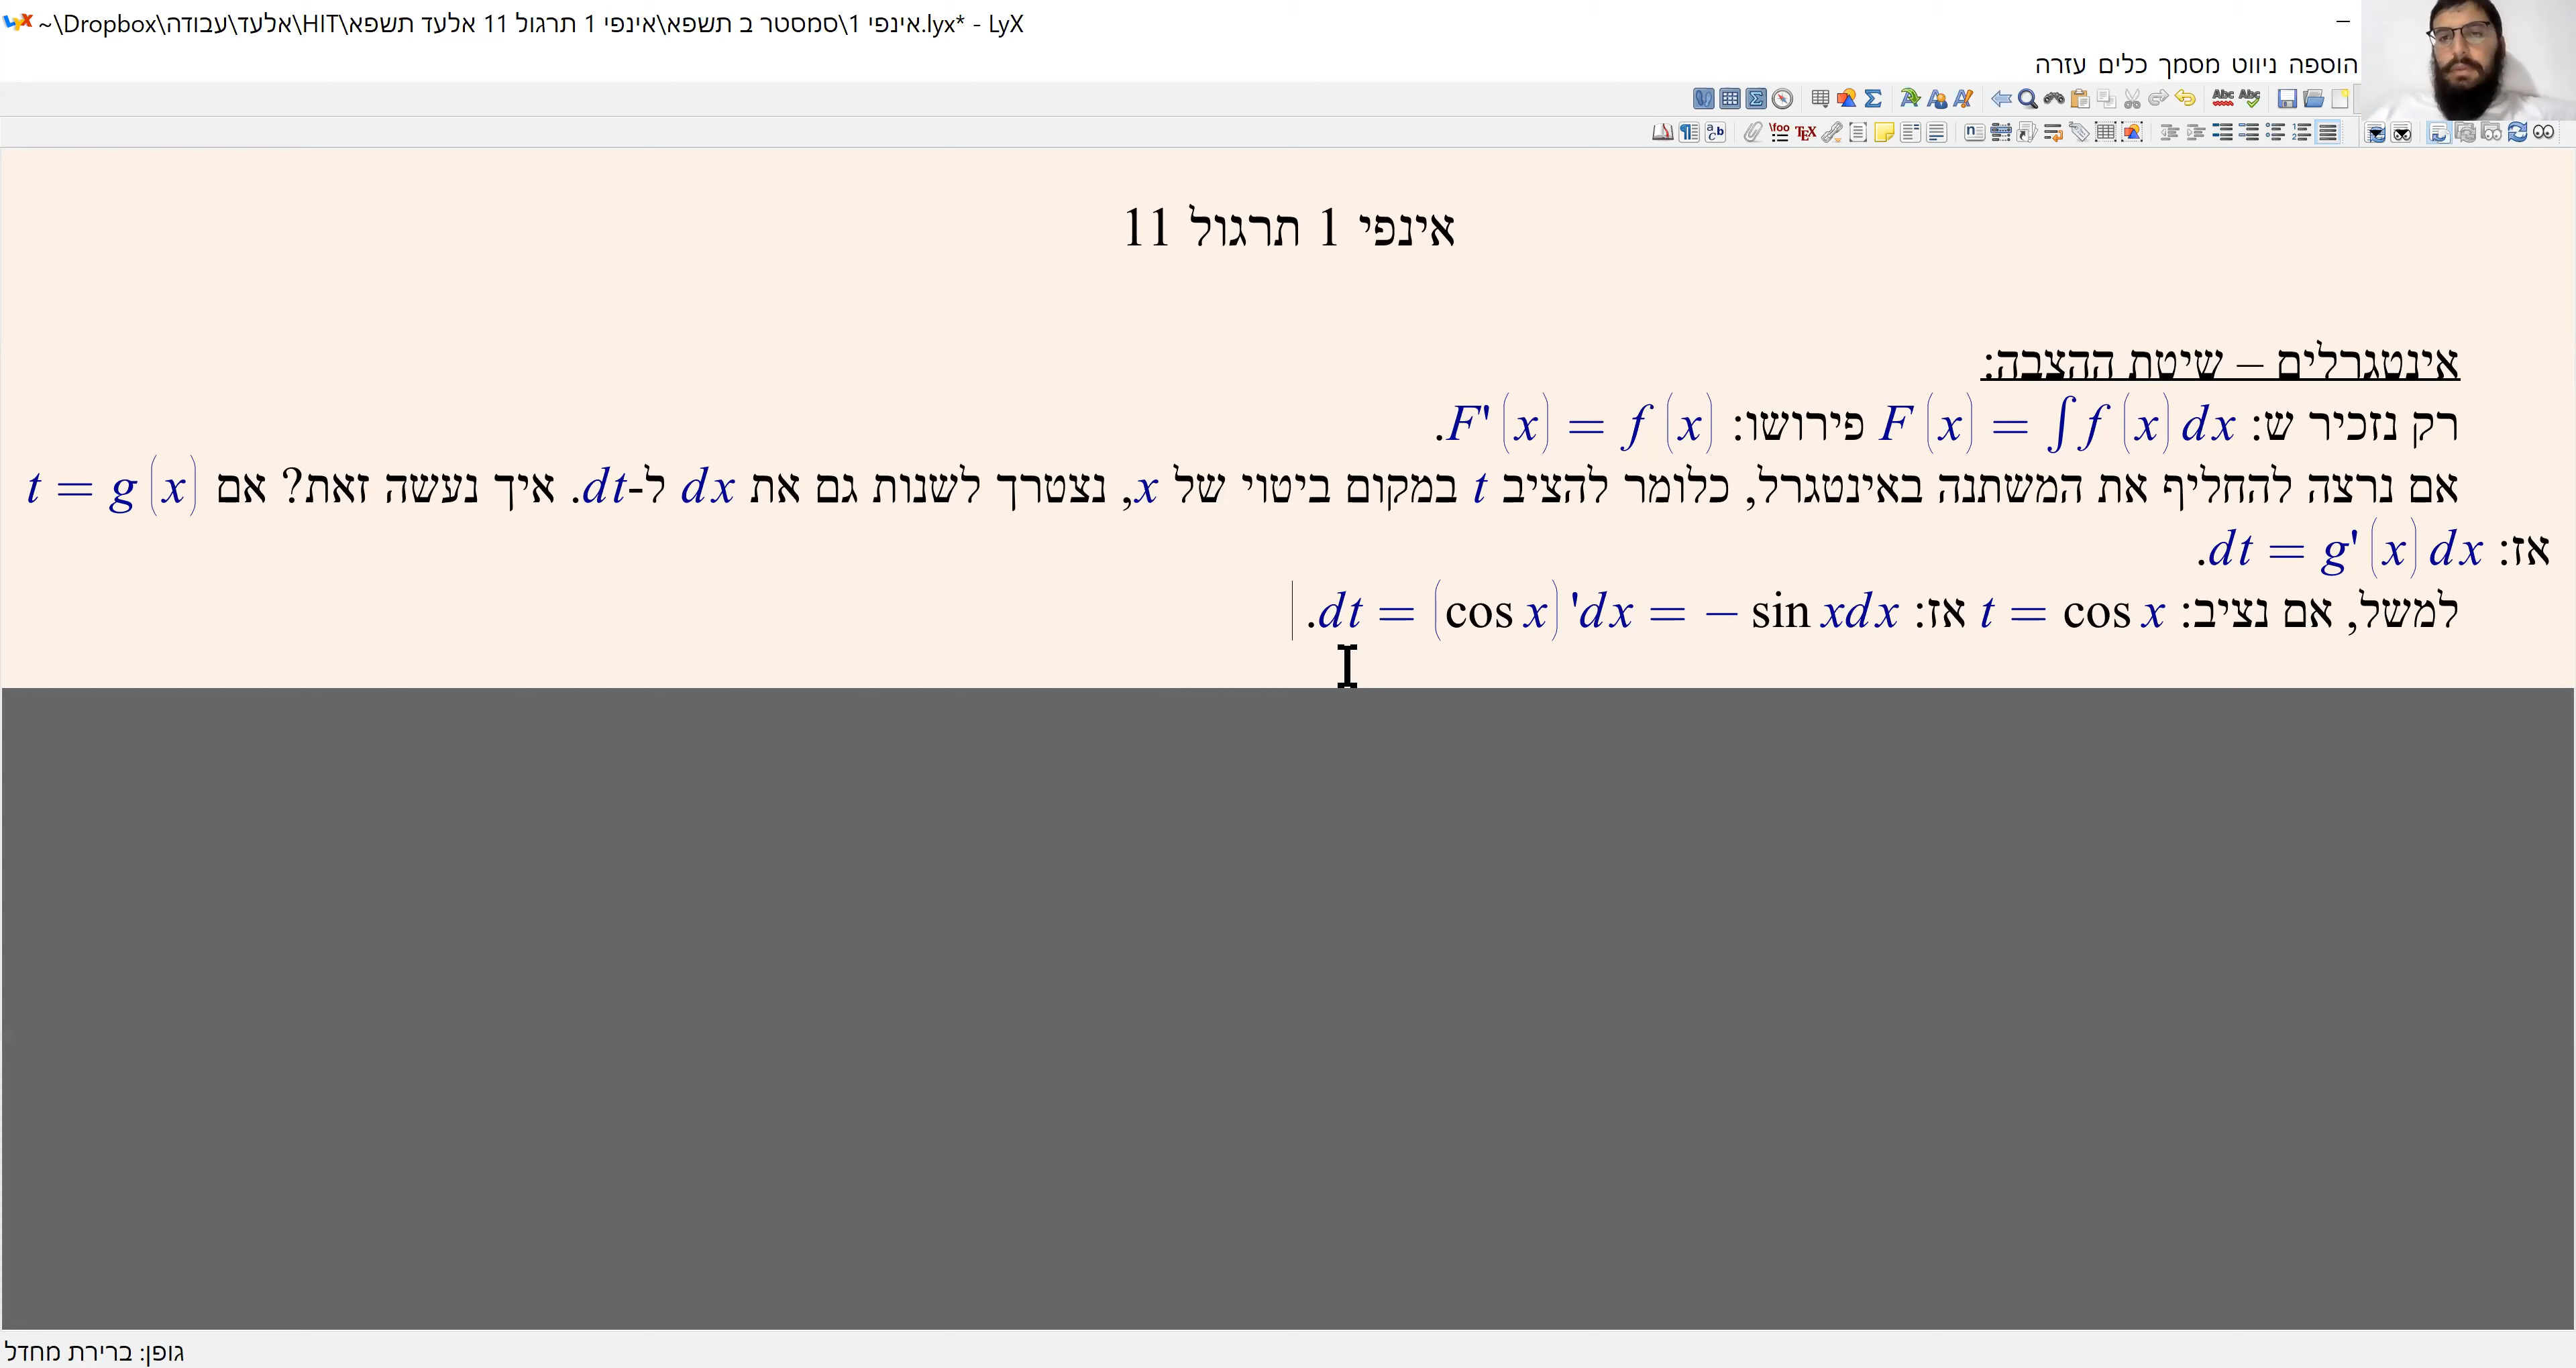 ~\Dropbox\אינפי 1\סמסטר ב תשפא\אינפי 1 תרגול 11 אלעד תשפא\HIT\אלעד\עבודה.lyx* - LyX
הוספה ניווט מסמך כלים עזרה
אינפי 1 תרגול 11
אינטגרלים – שיטת ההצבה:
רק נזכיר ש: F(x) = ∫ f(x) dx פירושו: F'(x) = f(x).
אם נרצה להחליף את המשתנה באינטגרל, כלומר להציב t במקום ביטוי של x, נצטרך לשנות גם את dx ל-dt. איך נעשה זאת? אם t = g(x)
אז: dt = g'(x) dx.
למשל, אם נציב: t = cos x אז: dt = (cos x)'dx = − sin xdx.
גופן: ברירת מחדל